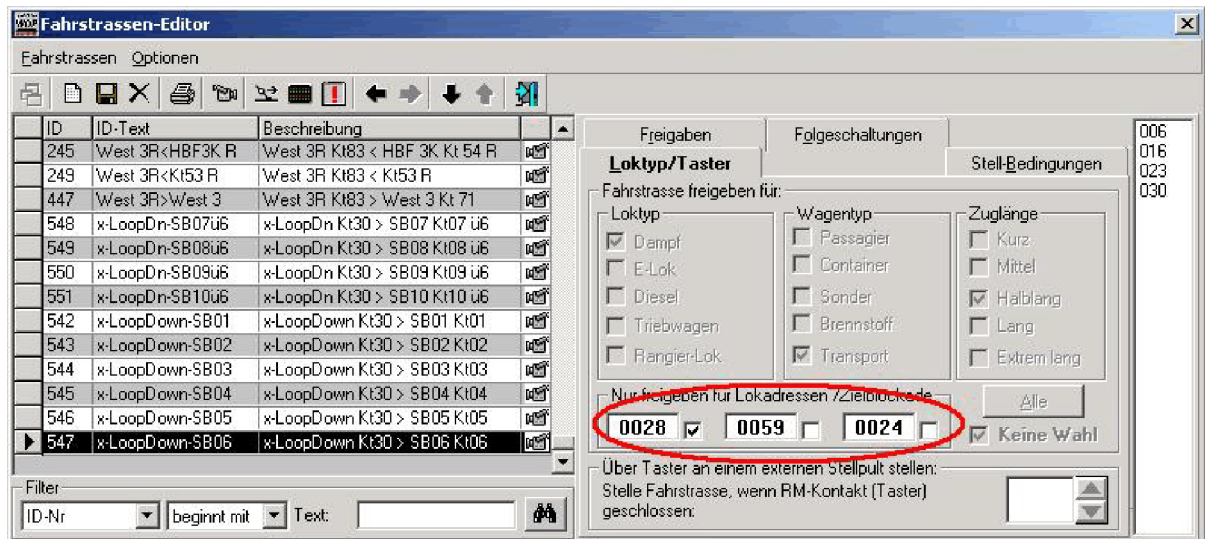 Fahrstrassen-Editor
Fahrstrassen Optionen
ID ID-Text Beschreibung
245 West 3R<HBF3K R West 3R Kt83 < HBF 3K Kt 54 R
249 West 3R<Kt53 R West 3R Kt83 < Kt53 R
447 West 3R>West 3 West 3R Kt83 > West 3 Kt 71
548 x-LoopDn-SB07ü6 x-LoopDn Kt30 > SB07 Kt07 ü6
549 x-LoopDn-SB08ü6 x-LoopDn Kt30 > SB08 Kt08 ü6
550 x-LoopDn-SB09ü6 x-LoopDn Kt30 > SB09 Kt09 ü6
551 x-LoopDn-SB10ü6 x-LoopDn Kt30 > SB10 Kt10 ü6
542 x-LoopDown-SB01 x-LoopDown Kt30 > SB01 Kt01
543 x-LoopDown-SB02 x-LoopDown Kt30 > SB02 Kt02
544 x-LoopDown-SB03 x-LoopDown Kt30 > SB03 Kt03
545 x-LoopDown-SB04 x-LoopDown Kt30 > SB04 Kt04
546 x-LoopDown-SB05 x-LoopDown Kt30 > SB05 Kt05
547 x-LoopDown-SB06 x-LoopDown Kt30 > SB06 Kt06
Filter
ID-Nr beginnt mit Text:
Freigaben Folgeschaltungen
Loktyp/Taster Stell-Bedingungen
Fahrstrasse freigeben für:
Loktyp Wagentyp Zuglänge
Dampf Passagier Kurz
E-Lok Container Mittel
Diesel Sonder Halblang
Triebwagen Brennstoff Lang
Rangier-Lok Transport Extrem lang
Nur freigeben für Lokadressen /Zielblockade
0028 0059 0024
Alle
Keine Wahl
Über Taster an einem externen Stellpult stellen:
Stelle Fahrstrasse, wenn RM-Kontakt (Taster)
geschlossen:
006
016
023
030